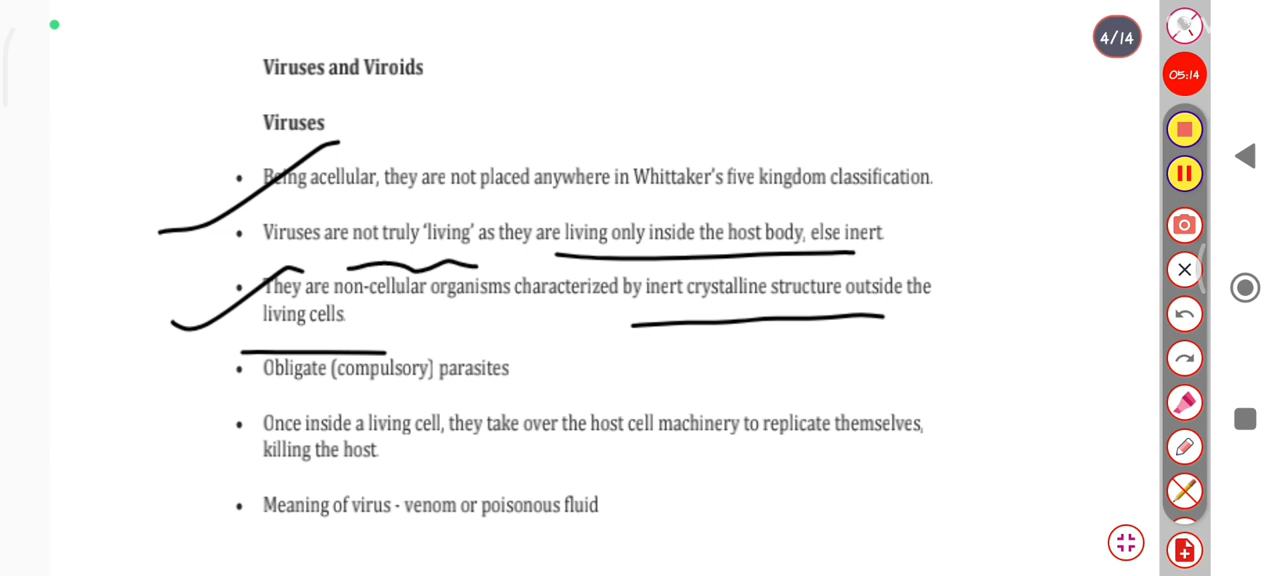 4/14
05:14
Viruses and Viroids
Viruses
• Being acellular, they are not placed anywhere in Whittaker's five kingdom classification.
• Viruses are not truly 'living' as they are living only inside the host body, else inert.
• They are non-cellular organisms characterized by inert crystalline structure outside the
living cells.
• Obligate (compulsory) parasites
• Once inside a living cell, they take over the host cell machinery to replicate themselves,
killing the host.
• Meaning of virus - venom or poisonous fluid